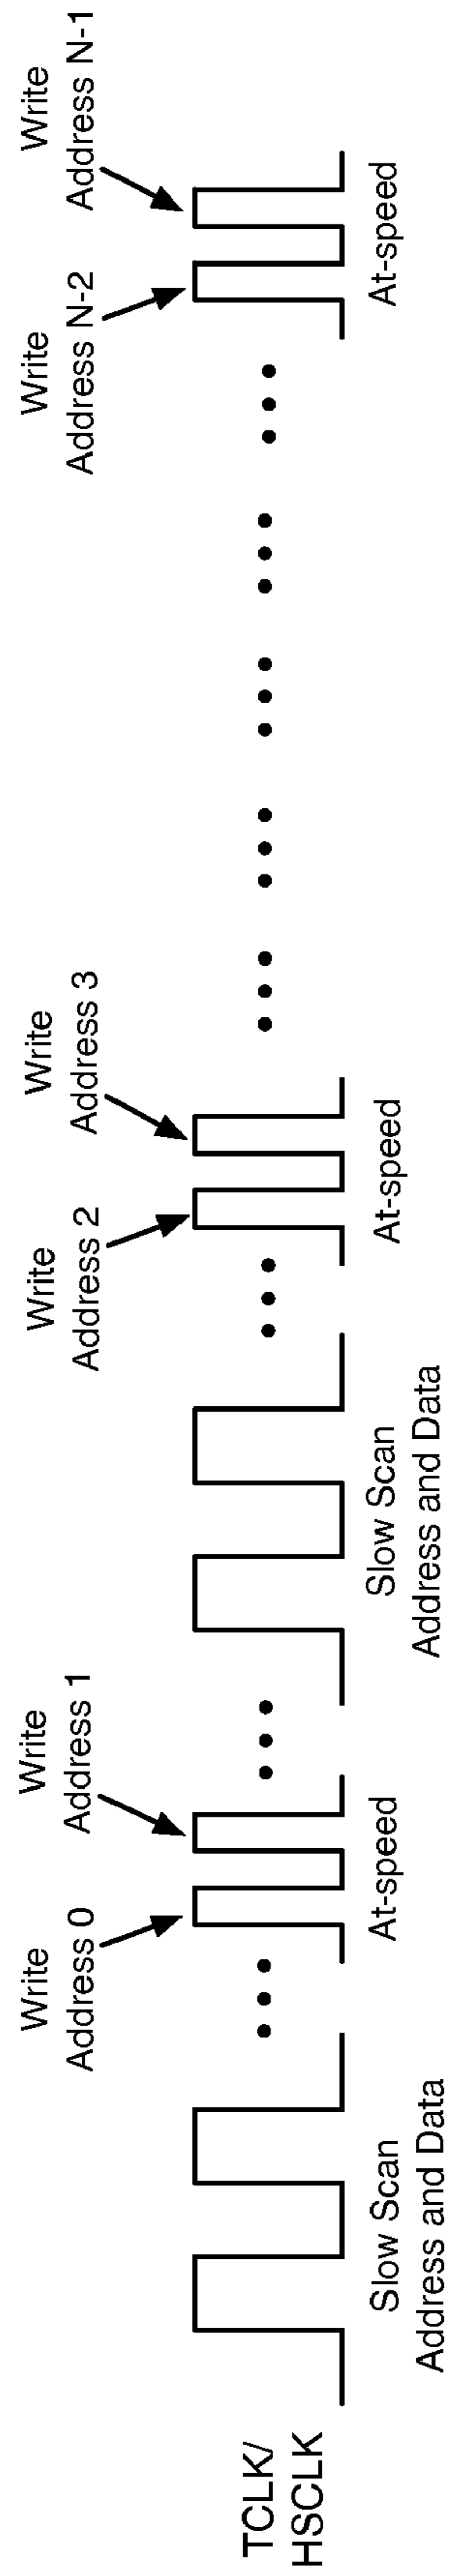 Write
Address 0
Write
Address 1
Write
Address 2
Write
Address 3
Write
Address N-2
Write
Address N-1
TCLK/
HSCLK
Slow Scan
Address and Data
At-speed
Slow Scan
Address and Data
At-speed
At-speed